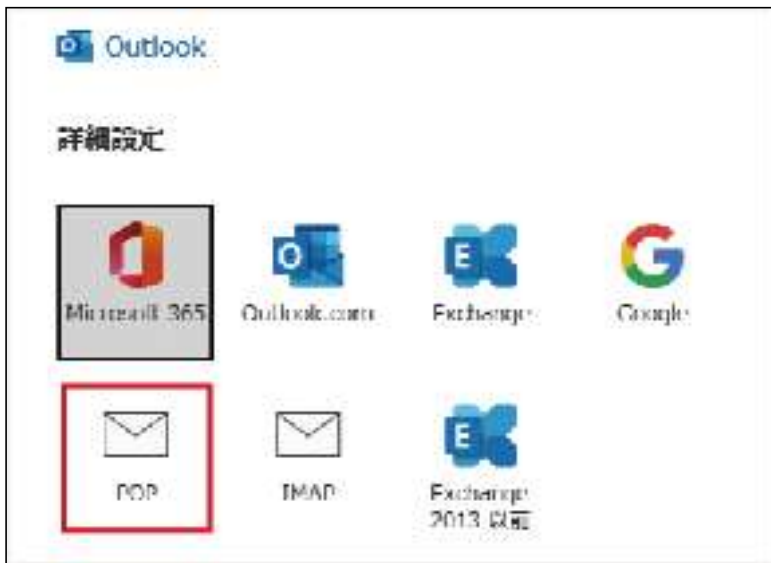 Outlook
詳細設定
Microsoft 365
Outlook.com
Exchange
Google
POP
IMAP
Exchange
2013 以前